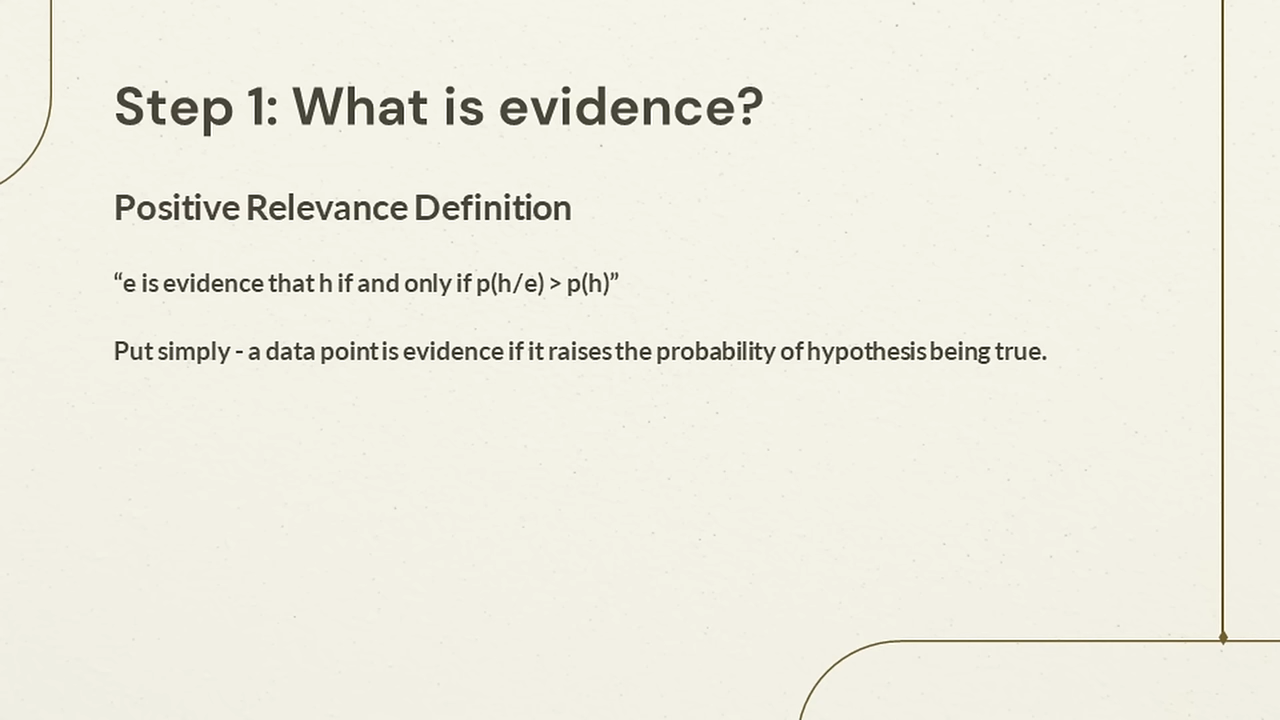 Step 1: What is evidence?
Positive Relevance Definition
“e is evidence that h if and only if p(h/e) > p(h)”
Put simply - a data point is evidence if it raises the probability of hypothesis being true.